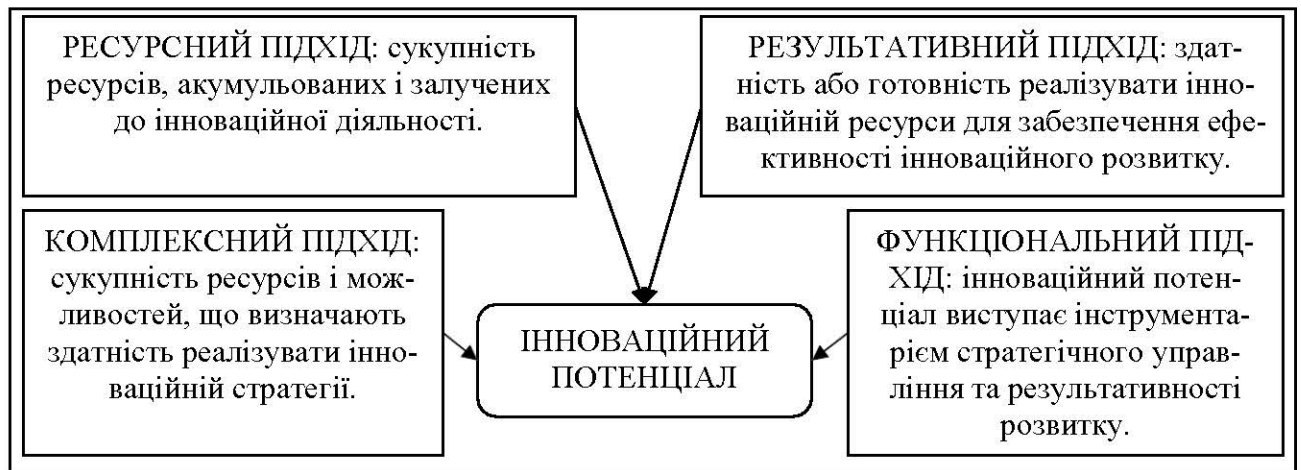 РЕСУРСНИЙ ПІДХІД: сукупність
ресурсів, акумульованих і залучених
до інноваційної діяльності.
РЕЗУЛЬТАТИВНИЙ ПІДХІД: здат-
ність або готовність реалізувати інно-
ваційній ресурси для забезпечення ефе-
ктивності інноваційного розвитку.
КОМПЛЕКСНИЙ ПІДХІД:
сукупність ресурсів і мож-
ливостей, що визначають
здатність реалізувати інно-
ваційній стратегії.
ІННОВАЦІЙНИЙ
ПОТЕНЦІАЛ
ФУНКЦІОНАЛЬНИЙ ПІД-
ХІД: інноваційний потен-
ціал виступає інструмента-
рієм стратегічного управ-
ління та результативності
розвитку.